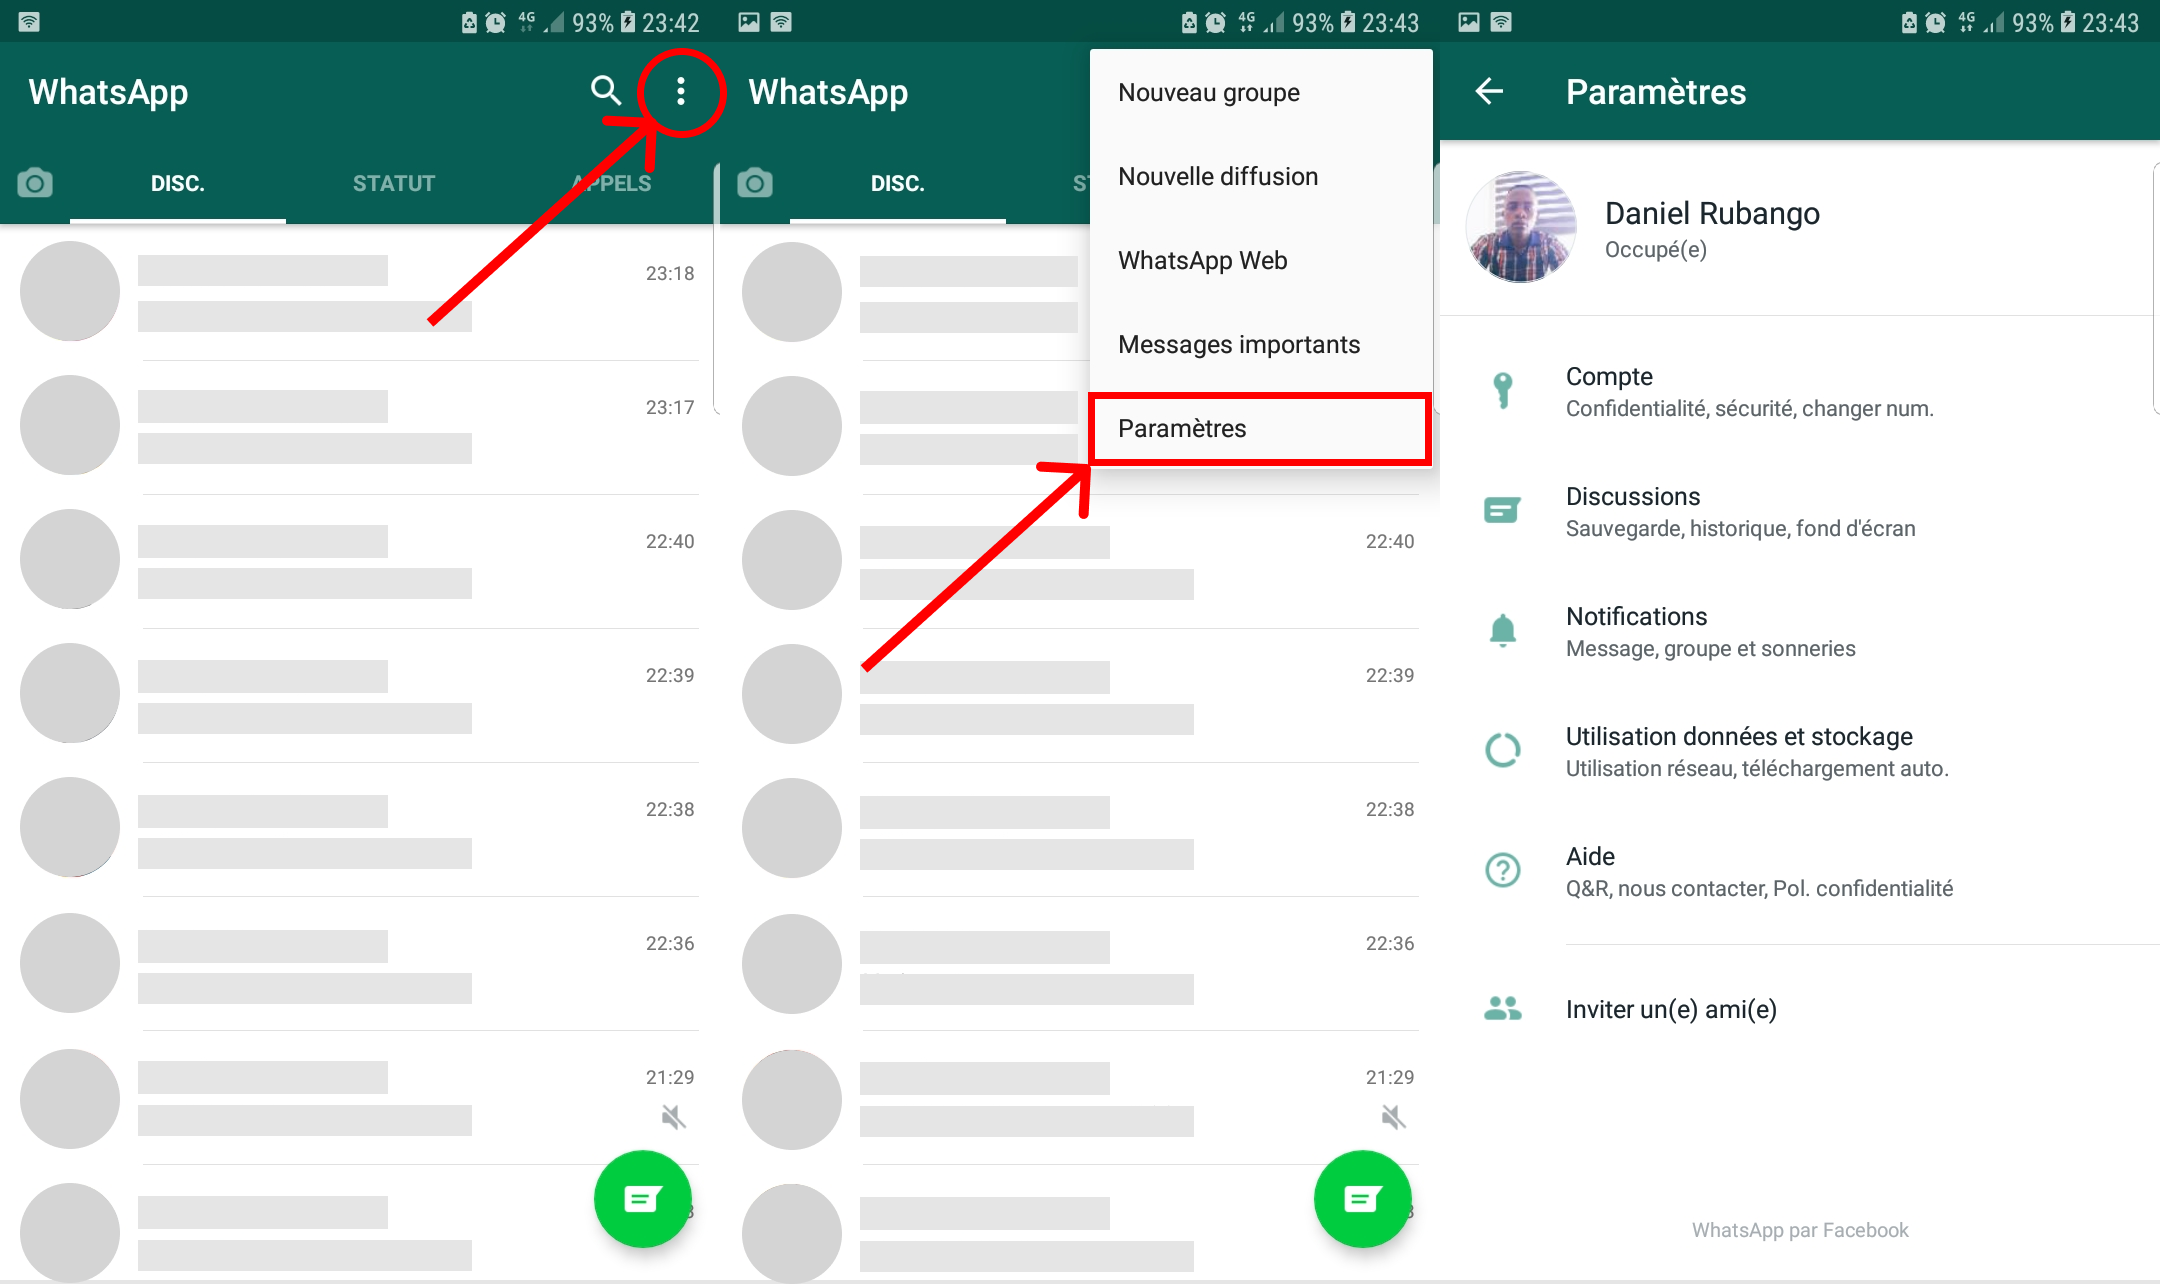 4G 93% 23:42
WhatsApp
DISC. STATUT APPELS
23:18
23:17
22:40
22:39
22:38
22:36
21:29
4G 93% 23:43
WhatsApp
DISC.
Nouveau groupe
Nouvelle diffusion
WhatsApp Web
Messages importants
Paramètres
22:40
22:39
22:38
22:36
21:29
4G 93% 23:43
Paramètres
Daniel Rubango
Occupé(e)
Compte
Confidentialité, sécurité, changer num.
Discussions
Sauvegarde, historique, fond d'écran
Notifications
Message, groupe et sonneries
Utilisation données et stockage
Utilisation réseau, téléchargement auto.
Aide
Q&R, nous contacter, Pol. confidentialité
Inviter un(e) ami(e)
WhatsApp par Facebook